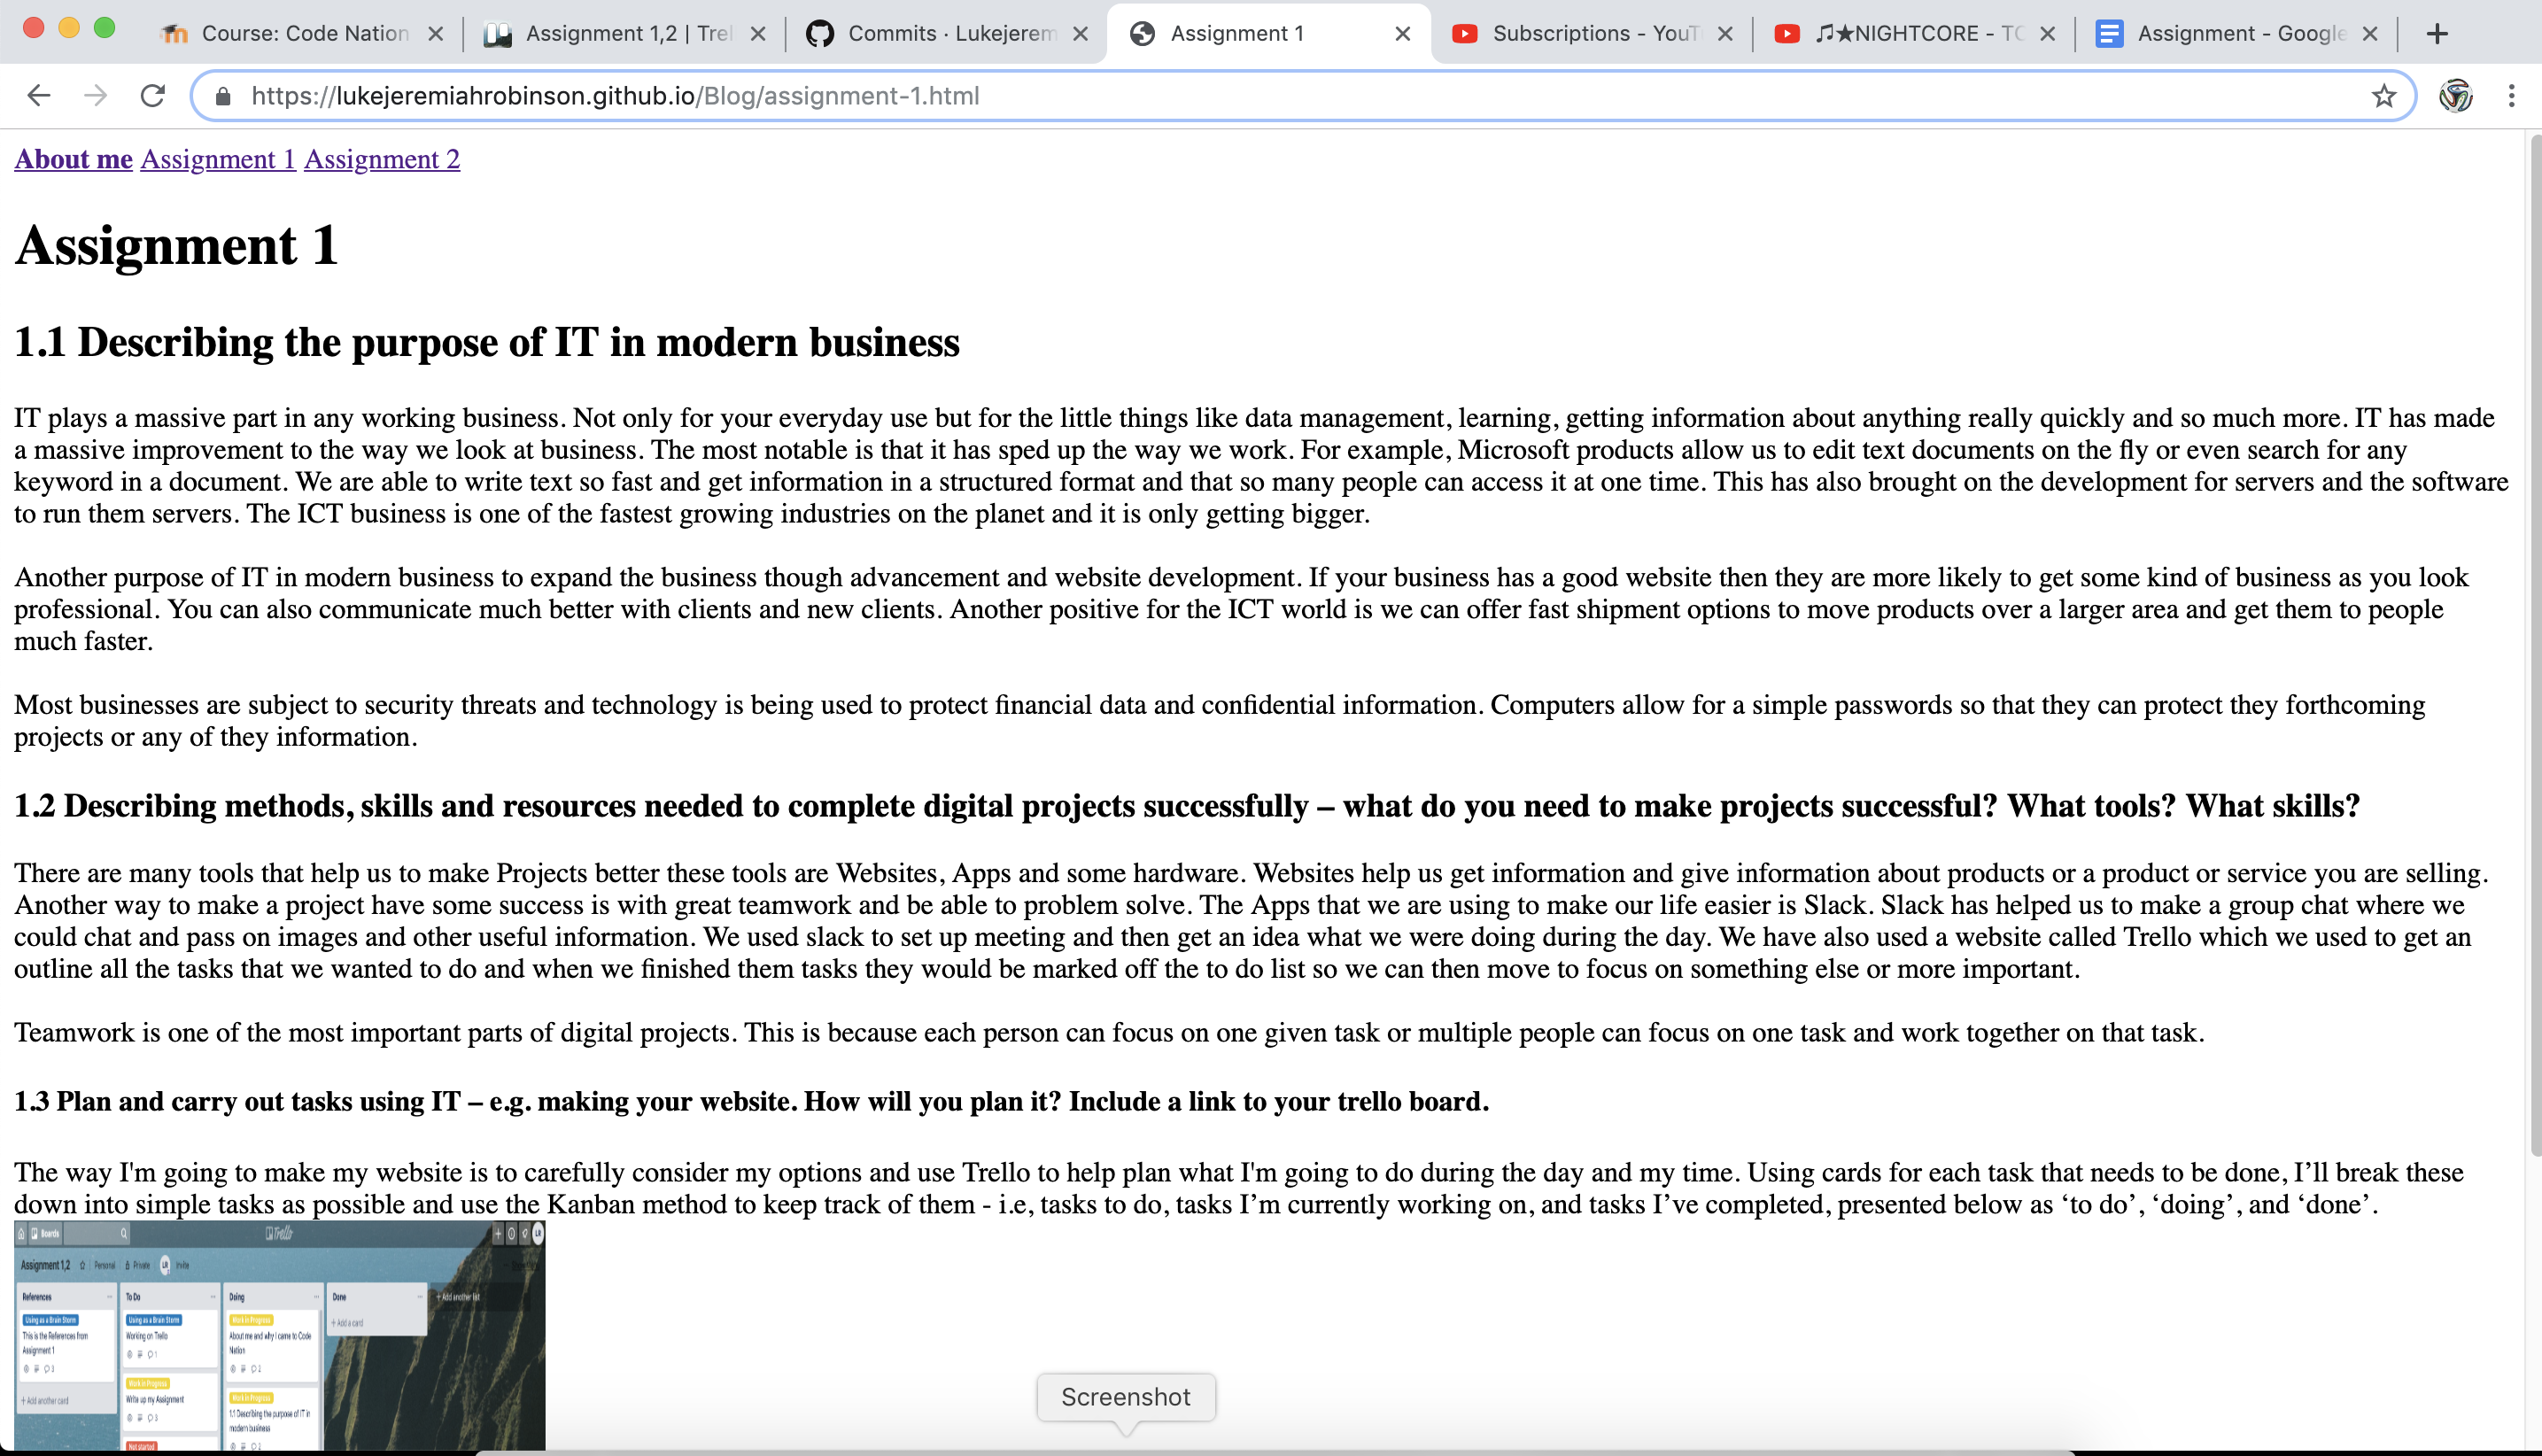 Course: Code Nation
Assignment 1,2 | Trel
Commits · Lukejerem
Assignment 1
Subscriptions - YouT
♫★NIGHTCORE - TO
Assignment - Google
https://lukejeremiahrobinson.github.io/Blog/assignment-1.html
About me Assignment 1 Assignment 2
Assignment 1
1.1 Describing the purpose of IT in modern business
IT plays a massive part in any working business. Not only for your everyday use but for the little things like data management, learning, getting information about anything really quickly and so much more. IT has made
a massive improvement to the way we look at business. The most notable is that it has sped up the way we work. For example, Microsoft products allow us to edit text documents on the fly or even search for any
keyword in a document. We are able to write text so fast and get information in a structured format and that so many people can access it at one time. This has also brought on the development for servers and the software
to run them servers. The ICT business is one of the fastest growing industries on the planet and it is only getting bigger.
Another purpose of IT in modern business to expand the business though advancement and website development. If your business has a good website then they are more likely to get some kind of business as you look
professional. You can also communicate much better with clients and new clients. Another positive for the ICT world is we can offer fast shipment options to move products over a larger area and get them to people
much faster.
Most businesses are subject to security threats and technology is being used to protect financial data and confidential information. Computers allow for a simple passwords so that they can protect they forthcoming
projects or any of they information.
1.2 Describing methods, skills and resources needed to complete digital projects successfully – what do you need to make projects successful? What tools? What skills?
There are many tools that help us to make Projects better these tools are Websites, Apps and some hardware. Websites help us get information and give information about products or a product or service you are selling.
Another way to make a project have some success is with great teamwork and be able to problem solve. The Apps that we are using to make our life easier is Slack. Slack has helped us to make a group chat where we
could chat and pass on images and other useful information. We used slack to set up meeting and then get an idea what we were doing during the day. We have also used a website called Trello which we used to get an
outline all the tasks that we wanted to do and when we finished them tasks they would be marked off the to do list so we can then move to focus on something else or more important.
Teamwork is one of the most important parts of digital projects. This is because each person can focus on one given task or multiple people can focus on one task and work together on that task.
1.3 Plan and carry out tasks using IT – e.g. making your website. How will you plan it? Include a link to your trello board.
The way I'm going to make my website is to carefully consider my options and use Trello to help plan what I'm going to do during the day and my time. Using cards for each task that needs to be done, I’ll break these
down into simple tasks as possible and use the Kanban method to keep track of them - i.e, tasks to do, tasks I’m currently working on, and tasks I’ve completed, presented below as ‘to do’, ‘doing’, and ‘done’.
Boards
Trello
LR
Assignment 1,2 Personal Private LR Invite
References
Using as a Brain Storm
This is the References from
Assignment 1
3
+ Add another card
To Do
Using as a Brain Storm
Working on Trello
1
Work in Progress
Write up my Assignment
3
Not started
Doing
Work in Progress
About me and why I came to Code
Nation
2
Work in Progress
1.1 Describing the purpose of IT in
modern business
2
Done
+ Add a card
+ Add another list
Screenshot